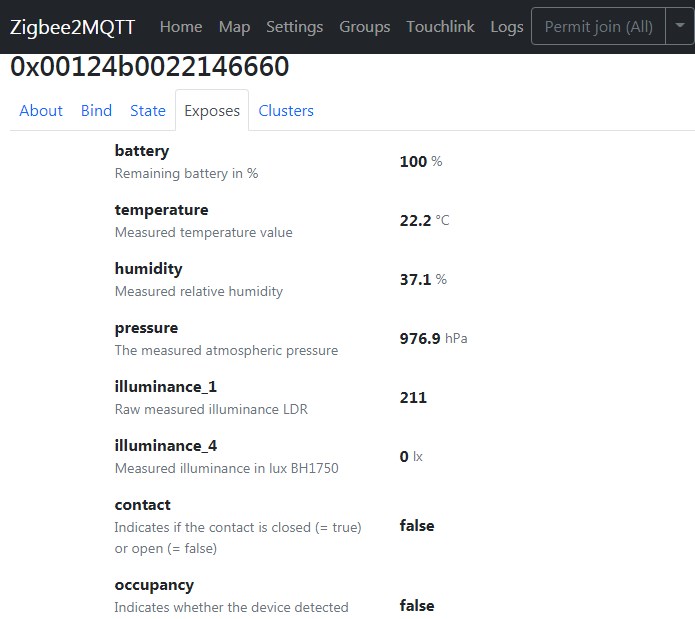 Zigbee2MQTT Home Map Settings Groups Touchlink Logs Permit join (All)
0x00124b0022146660
About Bind State Exposes Clusters
battery
Remaining battery in %
100 %
temperature
Measured temperature value
22.2 °C
humidity
Measured relative humidity
37.1 %
pressure
The measured atmospheric pressure
976.9 hPa
illuminance_1
Raw measured illuminance LDR
211
illuminance_4
Measured illuminance in lux BH1750
0 lx
contact
Indicates if the contact is closed (= true)
or open (= false)
false
occupancy
Indicates whether the device detected
false